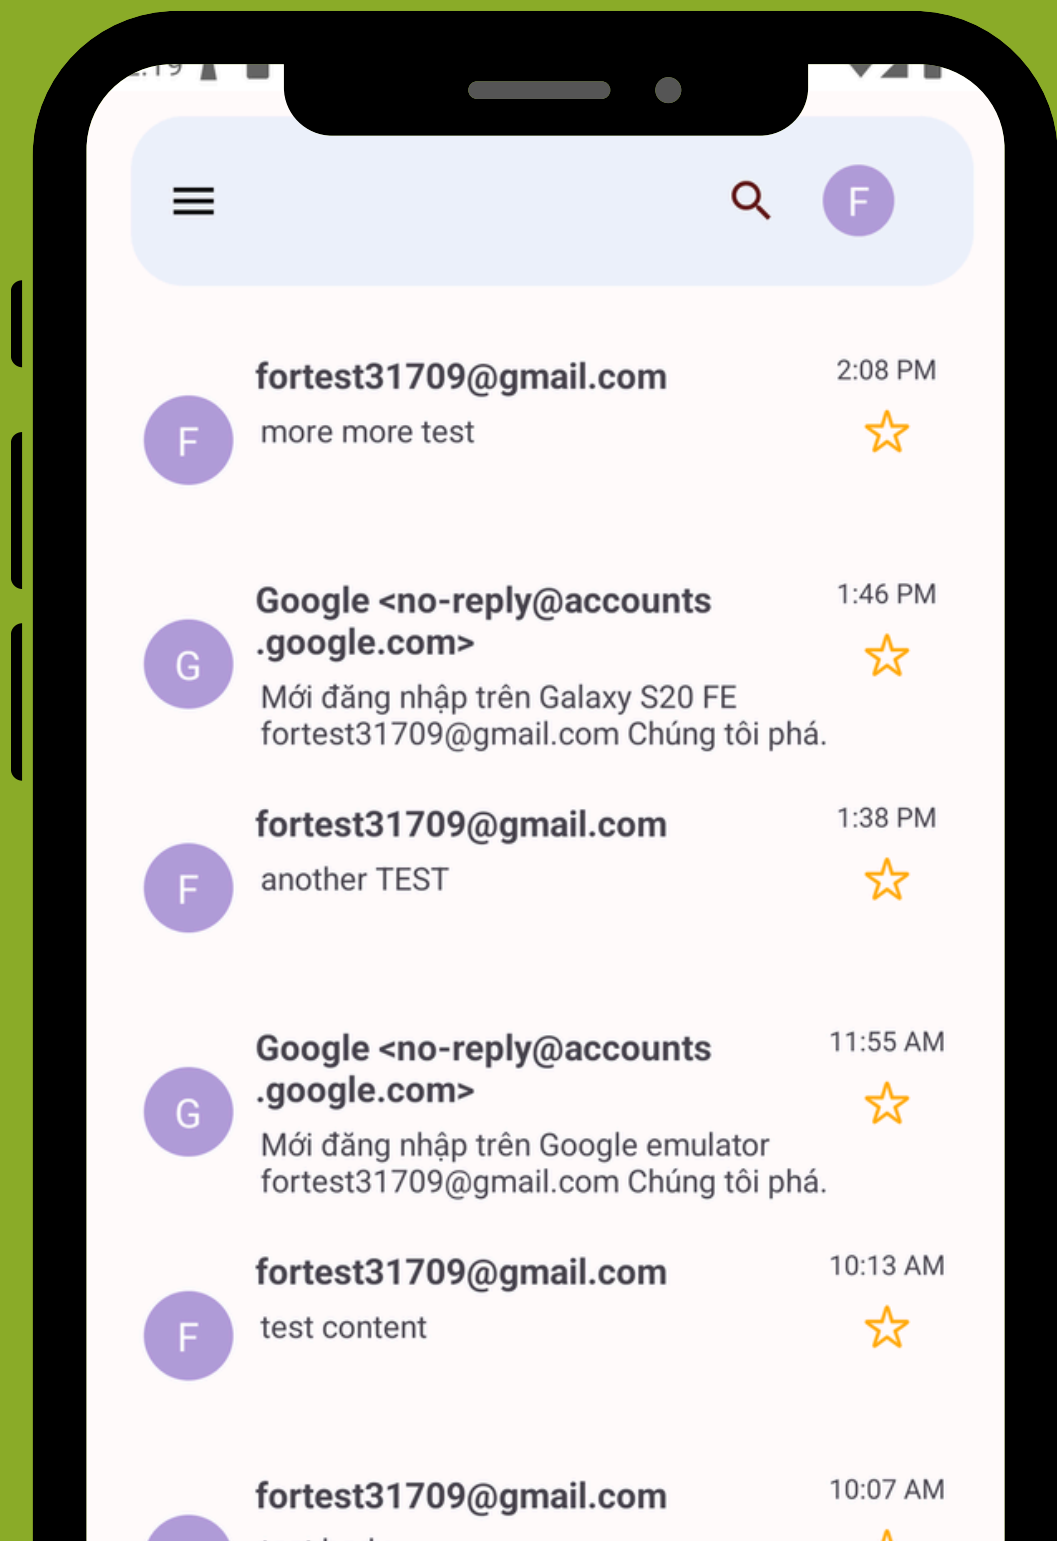 F
fortest31709@gmail.com
2:08 PM
F
more more test
Google <no-reply@accounts
.google.com>
1:46 PM
G
Mới đăng nhập trên Galaxy S20 FE
fortest31709@gmail.com Chúng tôi phá.
fortest31709@gmail.com
1:38 PM
F
another TEST
Google <no-reply@accounts
.google.com>
11:55 AM
G
Mới đăng nhập trên Google emulator
fortest31709@gmail.com Chúng tôi phá.
fortest31709@gmail.com
10:13 AM
F
test content
fortest31709@gmail.com
10:07 AM